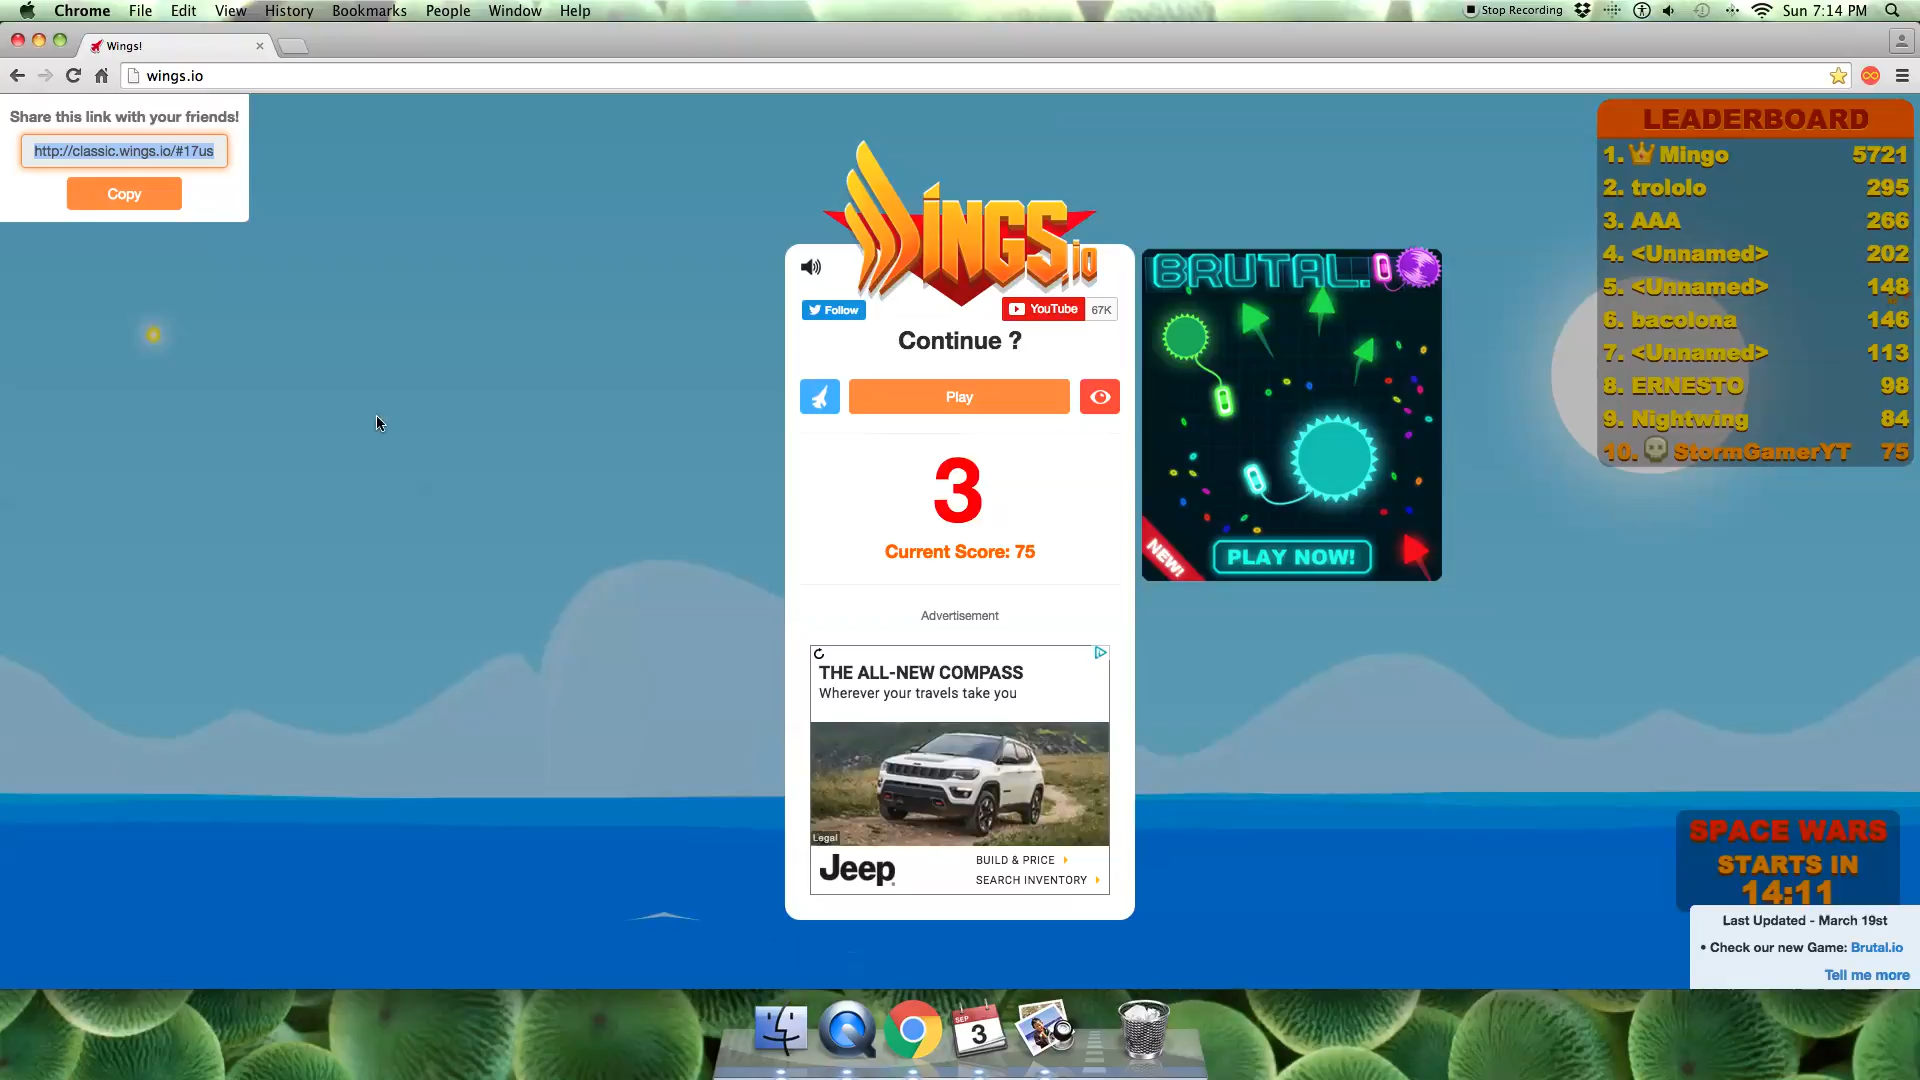 Chrome File Edit View History Bookmarks People Window Help
Stop Recording Sun 7:14 PM
Wings!
wings.io
Share this link with your friends!
http://classic.wings.io/#17us
Copy
WINGS.io
Follow
YouTube 67K
Continue ?
Play
3
Current Score: 75
Advertisement
THE ALL-NEW COMPASS
Wherever your travels take you
Legal
Jeep
BUILD & PRICE
SEARCH INVENTORY
BRUTAL.io
NEW!
PLAY NOW!
LEADERBOARD
1. Mingo 5721
2. trololo 295
3. AAA 266
4. <Unnamed> 202
5. <Unnamed> 148
6. bacolona 146
7. <Unnamed> 113
8. ERNESTO 98
9. Nightwing 84
10. StormGamerYT 75
SPACE WARS
STARTS IN
14:11
Last Updated - March 19st
• Check our new Game: Brutal.io
Tell me more
SEP
3